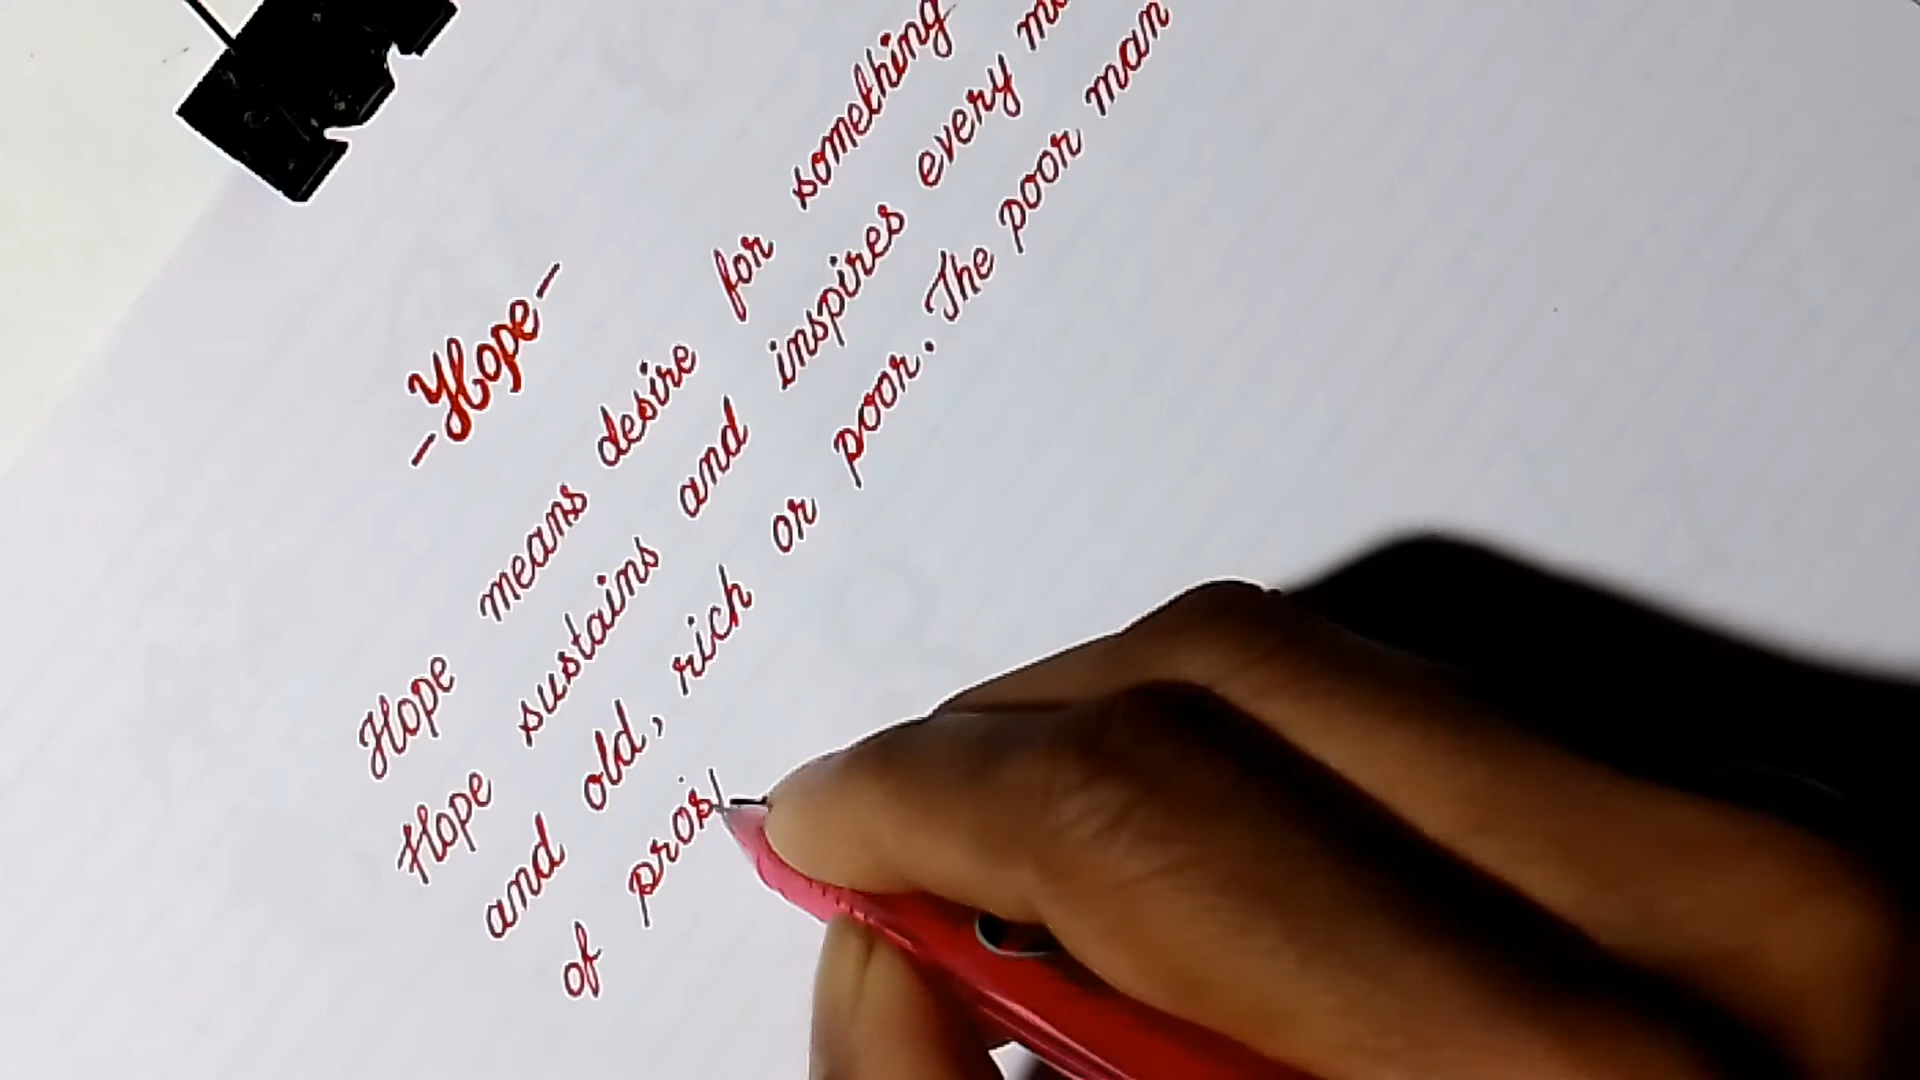 -Hope-
Hope means desire for something
Hope sustains and inspires every
and old, rich or poor. The poor man
of pros